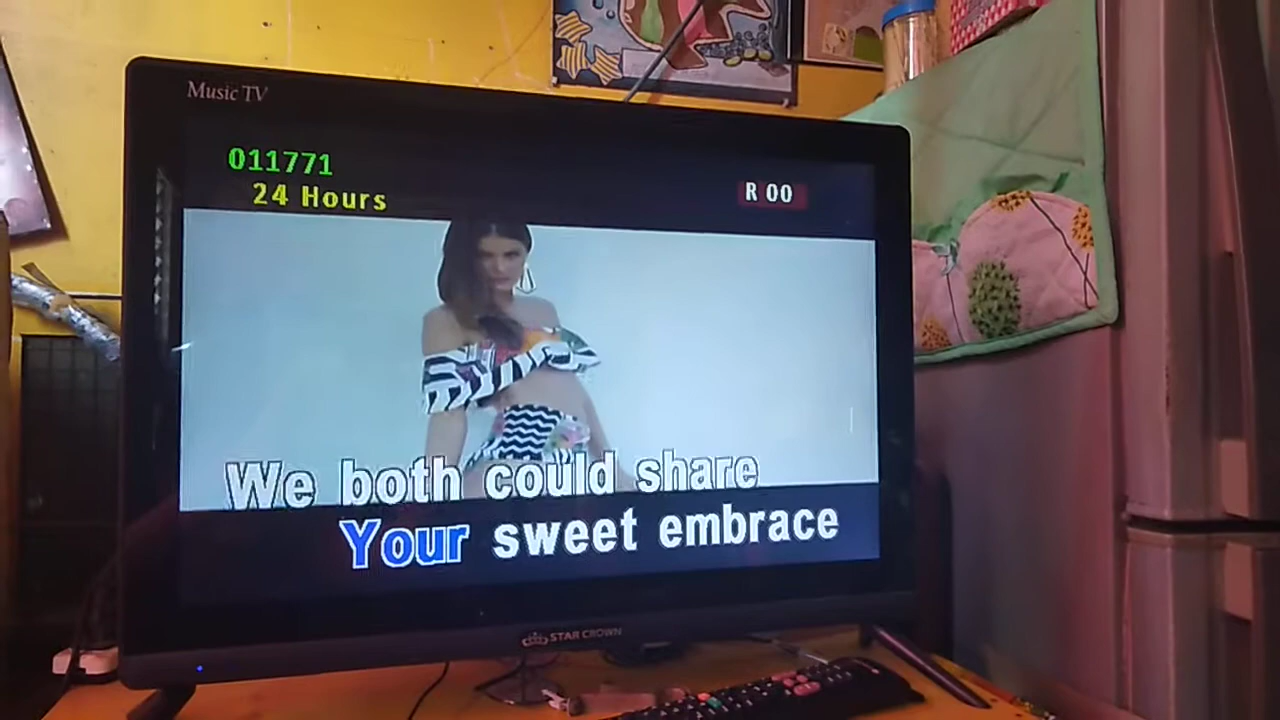 Music TV
011771
24 Hours
R 00
We both could share
Your sweet embrace
STAR CROWN